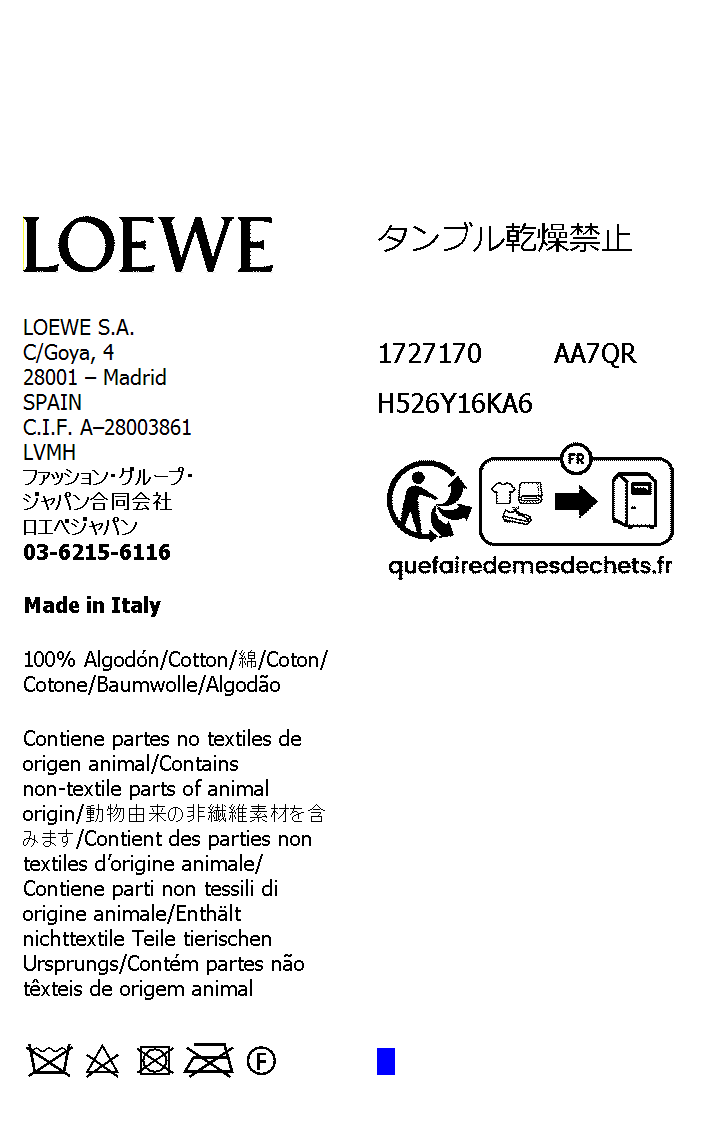 LOEWE
LOEWE S.A.
C/Goya, 4
28001 – Madrid
SPAIN
C.I.F. A–28003861
LVMH
ファッション・グループ・
ジャパン合同会社
ロエベジャパン
03-6215-6116
Made in Italy
100% Algodón/Cotton/綿/Coton/
Cotone/Baumwolle/Algodão
Contiene partes no textiles de
origen animal/Contains
non-textile parts of animal
origin/動物由来の非繊維素材を含
みます/Contient des parties non
textiles d’origine animale/
Contiene parti non tessili di
origine animale/Enthält
nichttextile Teile tierischen
Ursprungs/Contém partes não
têxteis de origem animal
F
タンブル乾燥禁止
1727170 AA7QR
H526Y16KA6
FR
quefairedemesdechets.fr